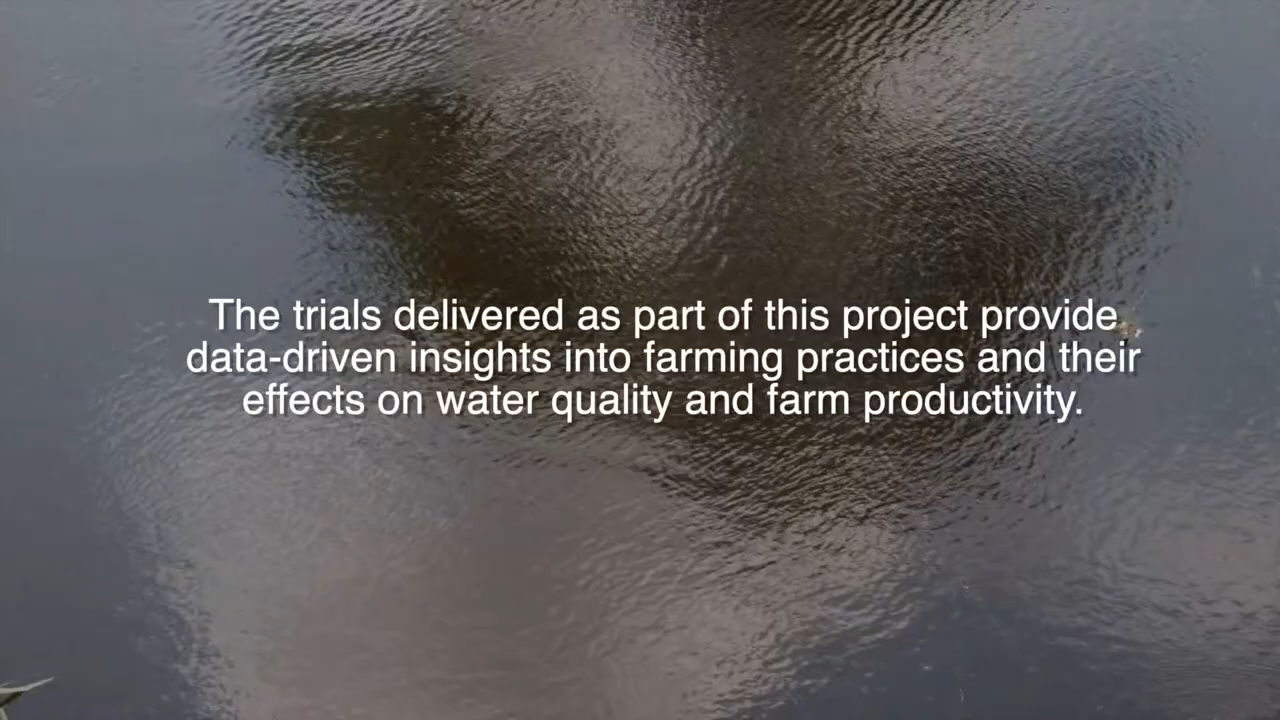 The trials delivered as part of this project provide
data-driven insights into farming practices and their
effects on water quality and farm productivity.